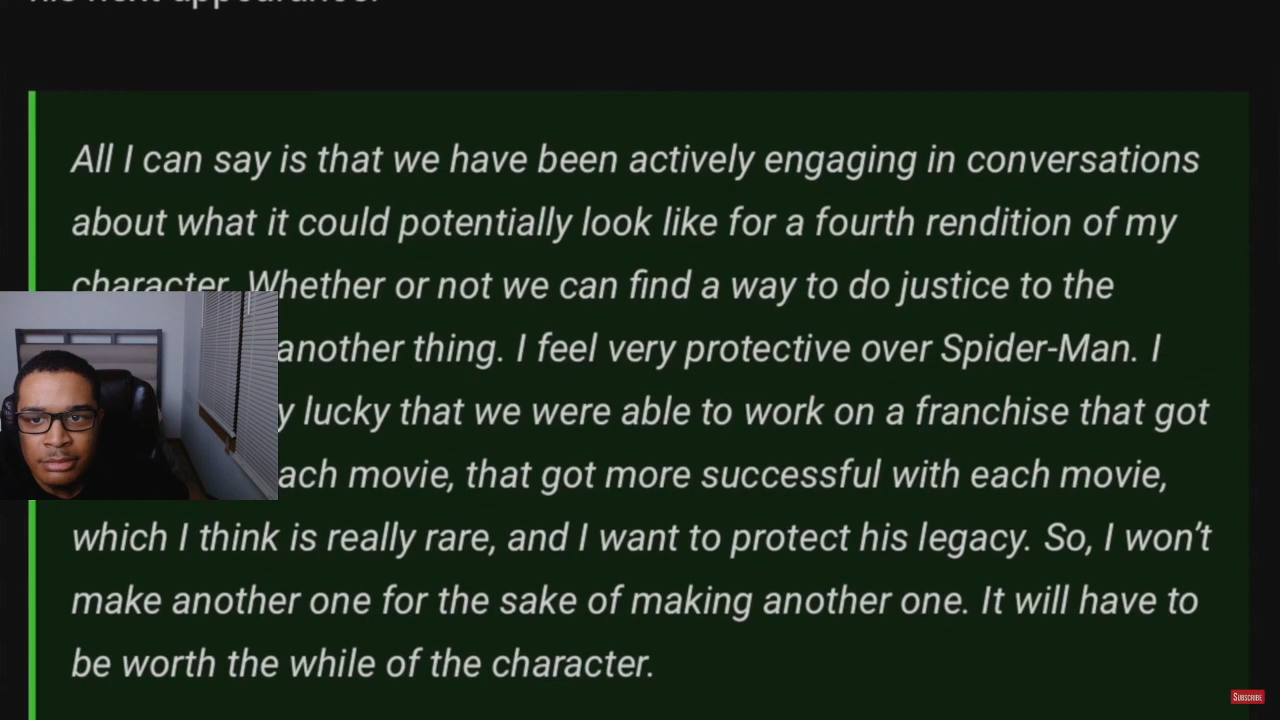 All I can say is that we have been actively engaging in conversations
about what it could potentially look like for a fourth rendition of my
character. Whether or not we can find a way to do justice to the
another thing. I feel very protective over Spider-Man. I
lucky that we were able to work on a franchise that got
movie, that got more successful with each movie,
which I think is really rare, and I want to protect his legacy. So, I won’t
make another one for the sake of making another one. It will have to
be worth the while of the character.
SUBSCRIBE